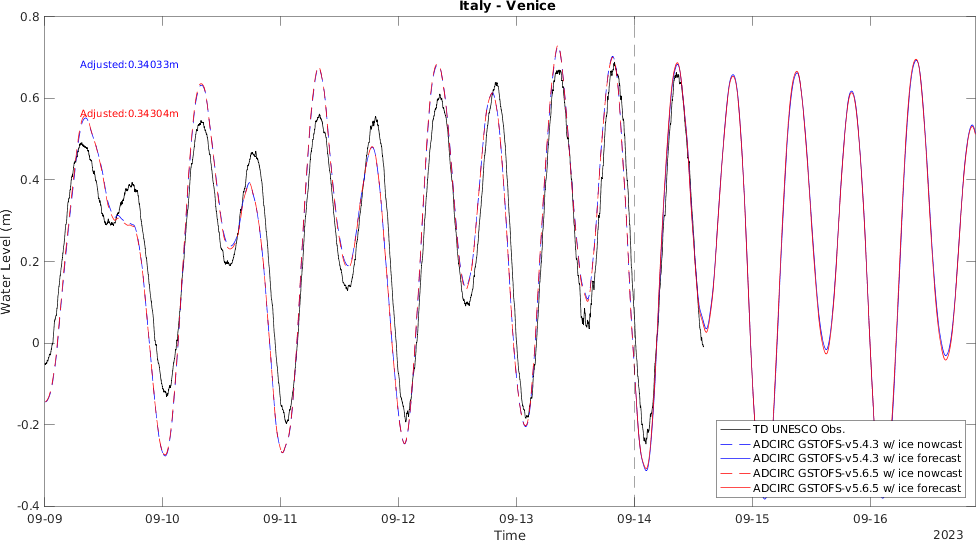 Italy - Venice
0.8
0.6
0.4
0.2
0
-0.2
-0.4
Water Level (m)
Adjusted:0.34033m
Adjusted:0.34304m
TD UNESCO Obs.
ADCIRC GSTOFS-v5.4.3 w/ ice nowcast
ADCIRC GSTOFS-v5.4.3 w/ ice forecast
ADCIRC GSTOFS-v5.6.5 w/ ice nowcast
ADCIRC GSTOFS-v5.6.5 w/ ice forecast
09-09 09-10 09-11 09-12 09-13 09-14 09-15 09-16
Time
2023